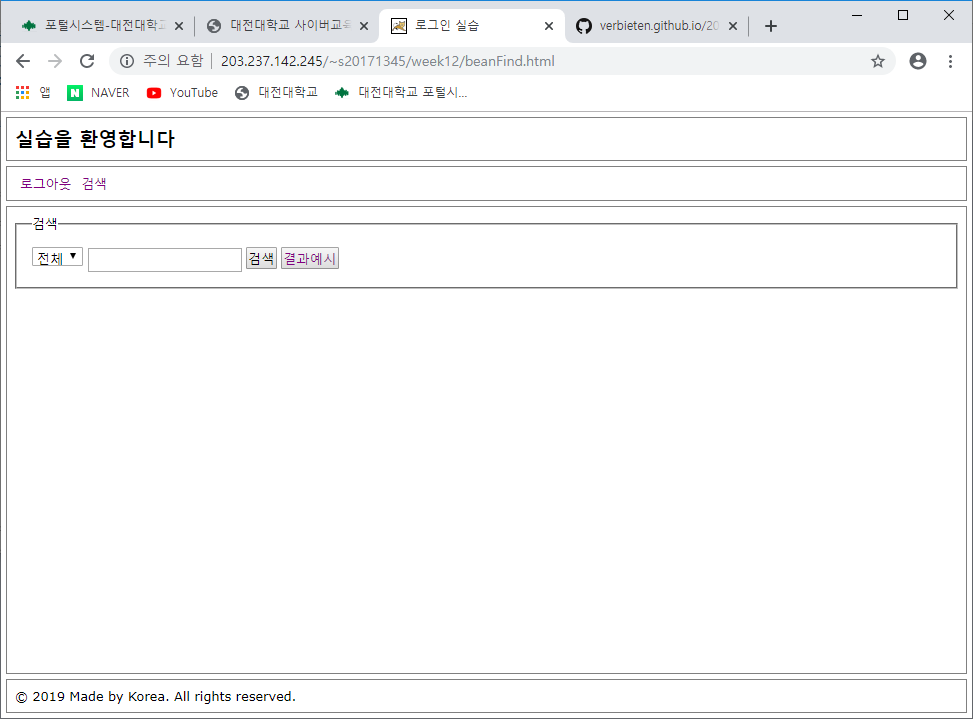 포털시스템-대전대학교
대전대학교 사이버교육
로그인 실습
verbieten.github.io/20
주의 요함 203.237.142.245/~s20171345/week12/beanFind.html
앱 NAVER YouTube 대전대학교 대전대학교 포털시...
실습을 환영합니다
로그아웃 검색
검색
전체 검색 결과예시
© 2019 Made by Korea. All rights reserved.